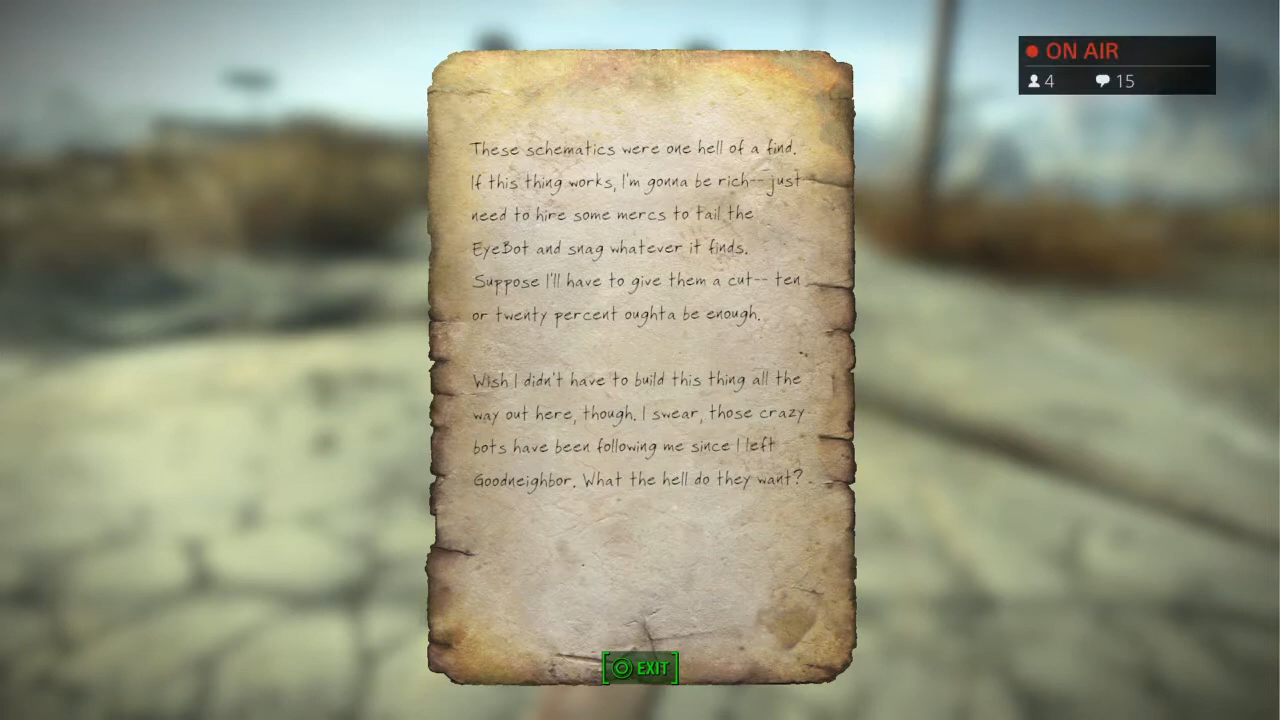 ON AIR
4 15
These schematics were one hell of a find.
If this thing works, I'm gonna be rich-- just
need to hire some mercs to tail the
EyeBot and snag whatever it finds.
Suppose I'll have to give them a cut-- ten
or twenty percent oughta be enough.
Wish I didn't have to build this thing all the
way out here, though. I swear, those crazy
bots have been following me since I left
Goodneighbor. What the hell do they want?
EXIT